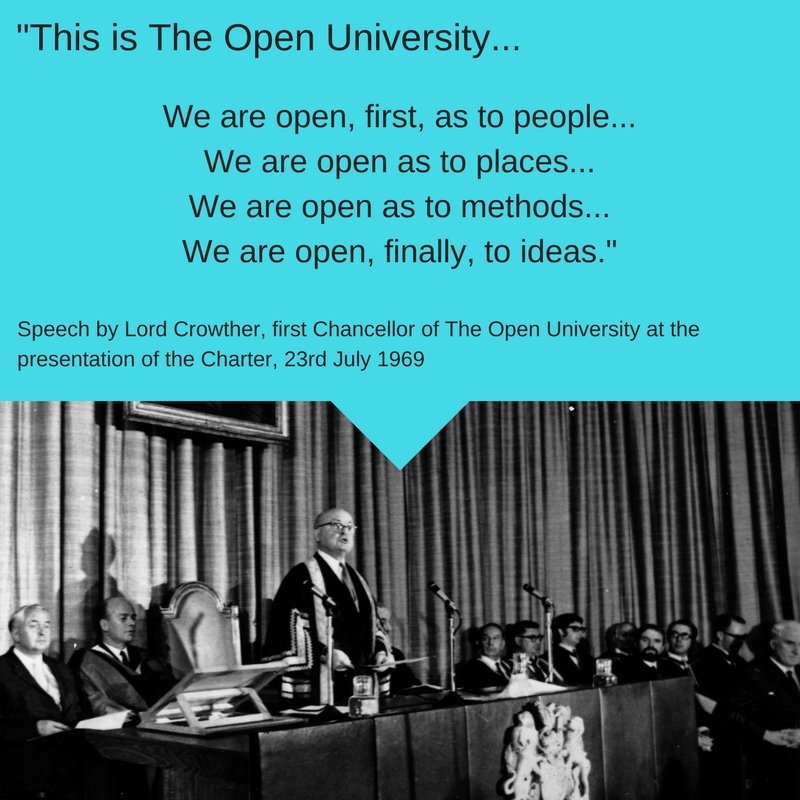 "This is The Open University...
We are open, first, as to people...
We are open as to places...
We are open as to methods...
We are open, finally, to ideas."
Speech by Lord Crowther, first Chancellor of The Open University at the
presentation of the Charter, 23rd July 1969